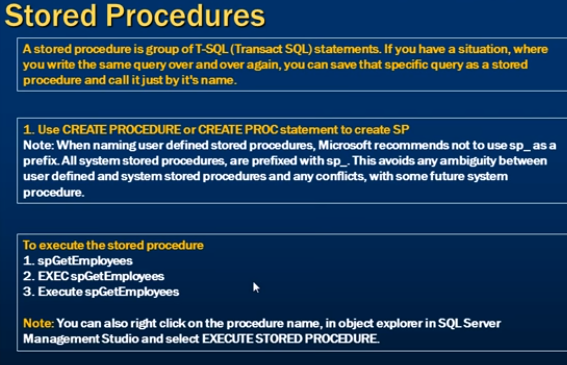 Stored Procedures
A stored procedure is group of T-SQL (Transact SQL) statements. If you have a situation, where
you write the same query over and over again, you can save that specific query as a stored
procedure and call it just by it's name.
1. Use CREATE PROCEDURE or CREATE PROC statement to create SP
Note: When naming user defined stored procedures, Microsoft recommends not to use sp_ as a
prefix. All system stored procedures, are prefixed with sp_. This avoids any ambiguity between
user defined and system stored procedures and any conflicts, with some future system
procedure.
To execute the stored procedure
1. spGetEmployees
2. EXEC spGetEmployees
3. Execute spGetEmployees
Note: You can also right click on the procedure name, in object explorer in SQL Server
Management Studio and select EXECUTE STORED PROCEDURE.